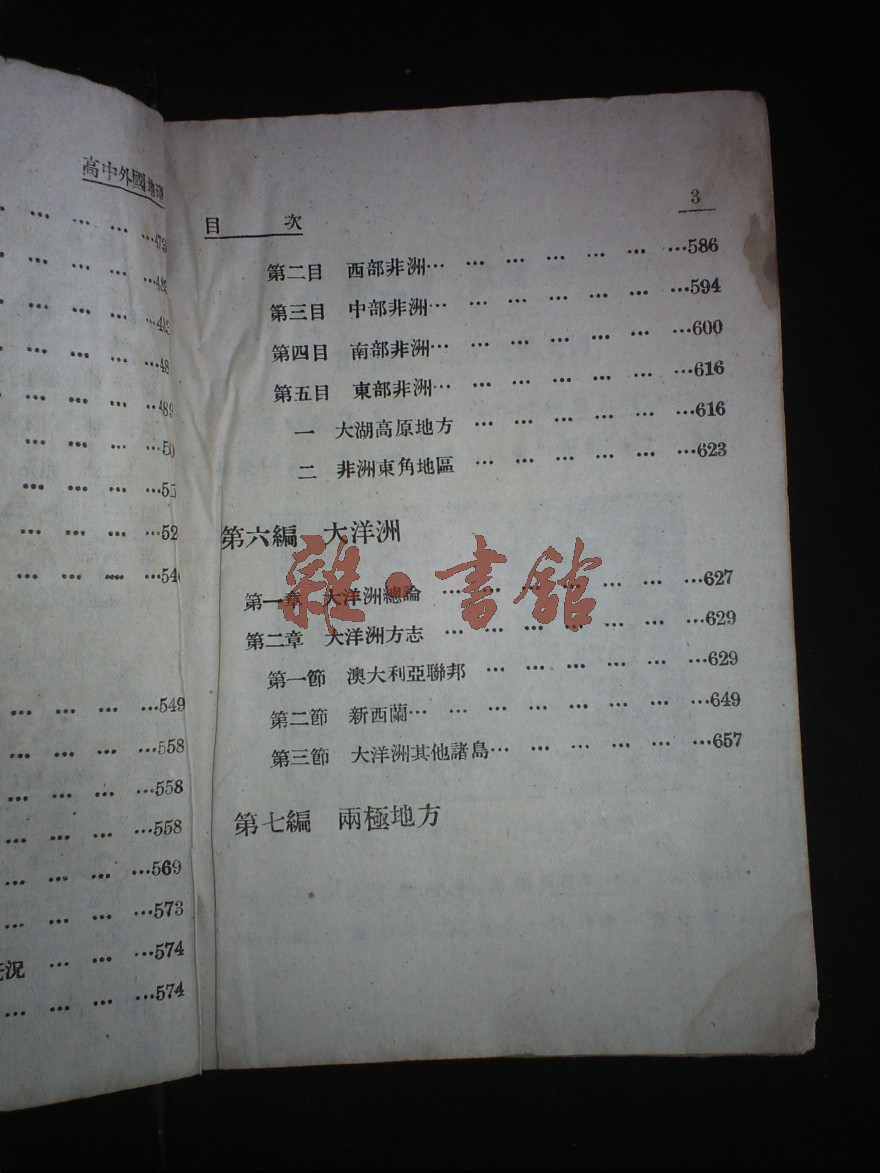 高中外國地理
… … … …473
… … … …489
… … … …
… … … …
… … … …549
… … … …558
… … … …558
… … … …558
… … … …569
… … … …573
況 … … …574
… … … …574
目 次 3
第二目 西部非洲… … … … … … …586
第三目 中部非洲… … … … … … …594
第四目 南部非洲… … … … … … …600
第五目 東部非洲… … … … … … …616
一 大湖高原地方 … … … … … …616
二 非洲東角地區 … … … … … …623
第六編 大洋洲
第一章 大洋洲總論 … … … … … …627
第二章 大洋洲方志 … … … … … …629
第一節 澳大利亞聯邦 … … … … … …629
第二節 新西蘭… … … … … … … …649
第三節 大洋洲其他諸島… … … … … …657
第七編 兩極地方
雜·書館